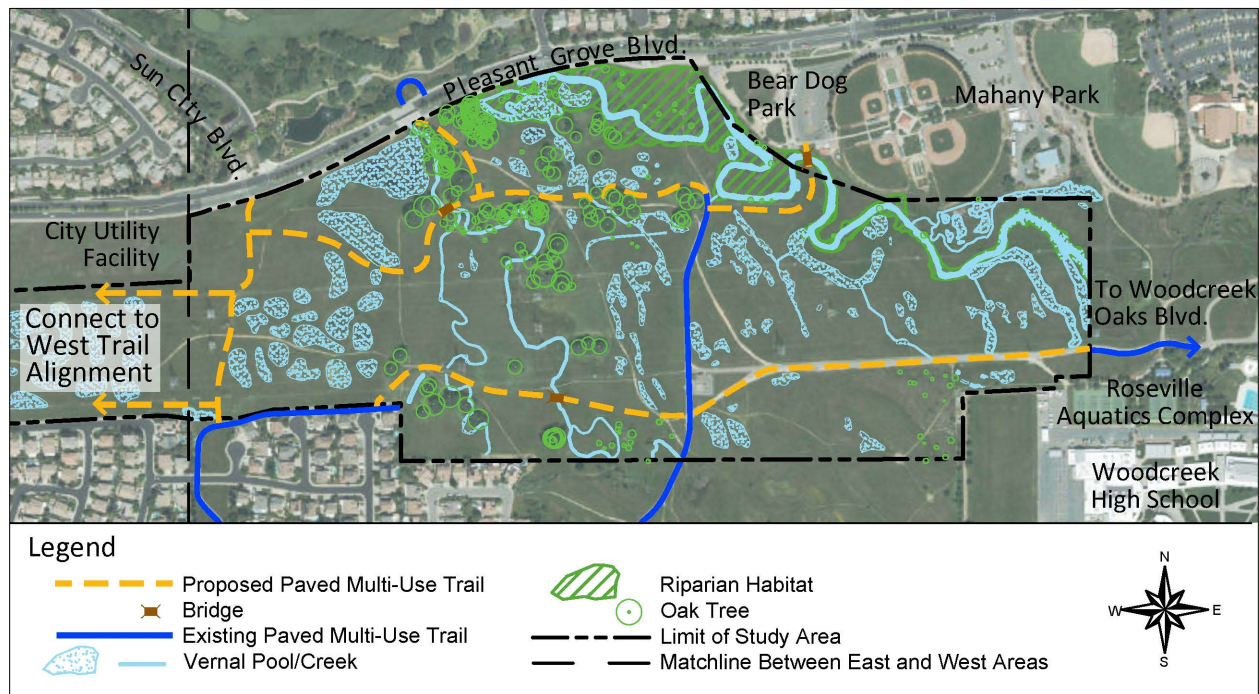 Sun City Blvd.
Pleasant Grove Blvd.
Bear Dog
Park
Mahany Park
City Utility
Facility
Connect to
West Trail
Alignment
To Woodcreek
Oaks Blvd.
Roseville
Aquatics Complex
Woodcreek
High School
Legend
Proposed Paved Multi-Use Trail
Bridge
Existing Paved Multi-Use Trail
Vernal Pool/Creek
Riparian Habitat
Oak Tree
Limit of Study Area
Matchline Between East and West Areas
N
W E
S